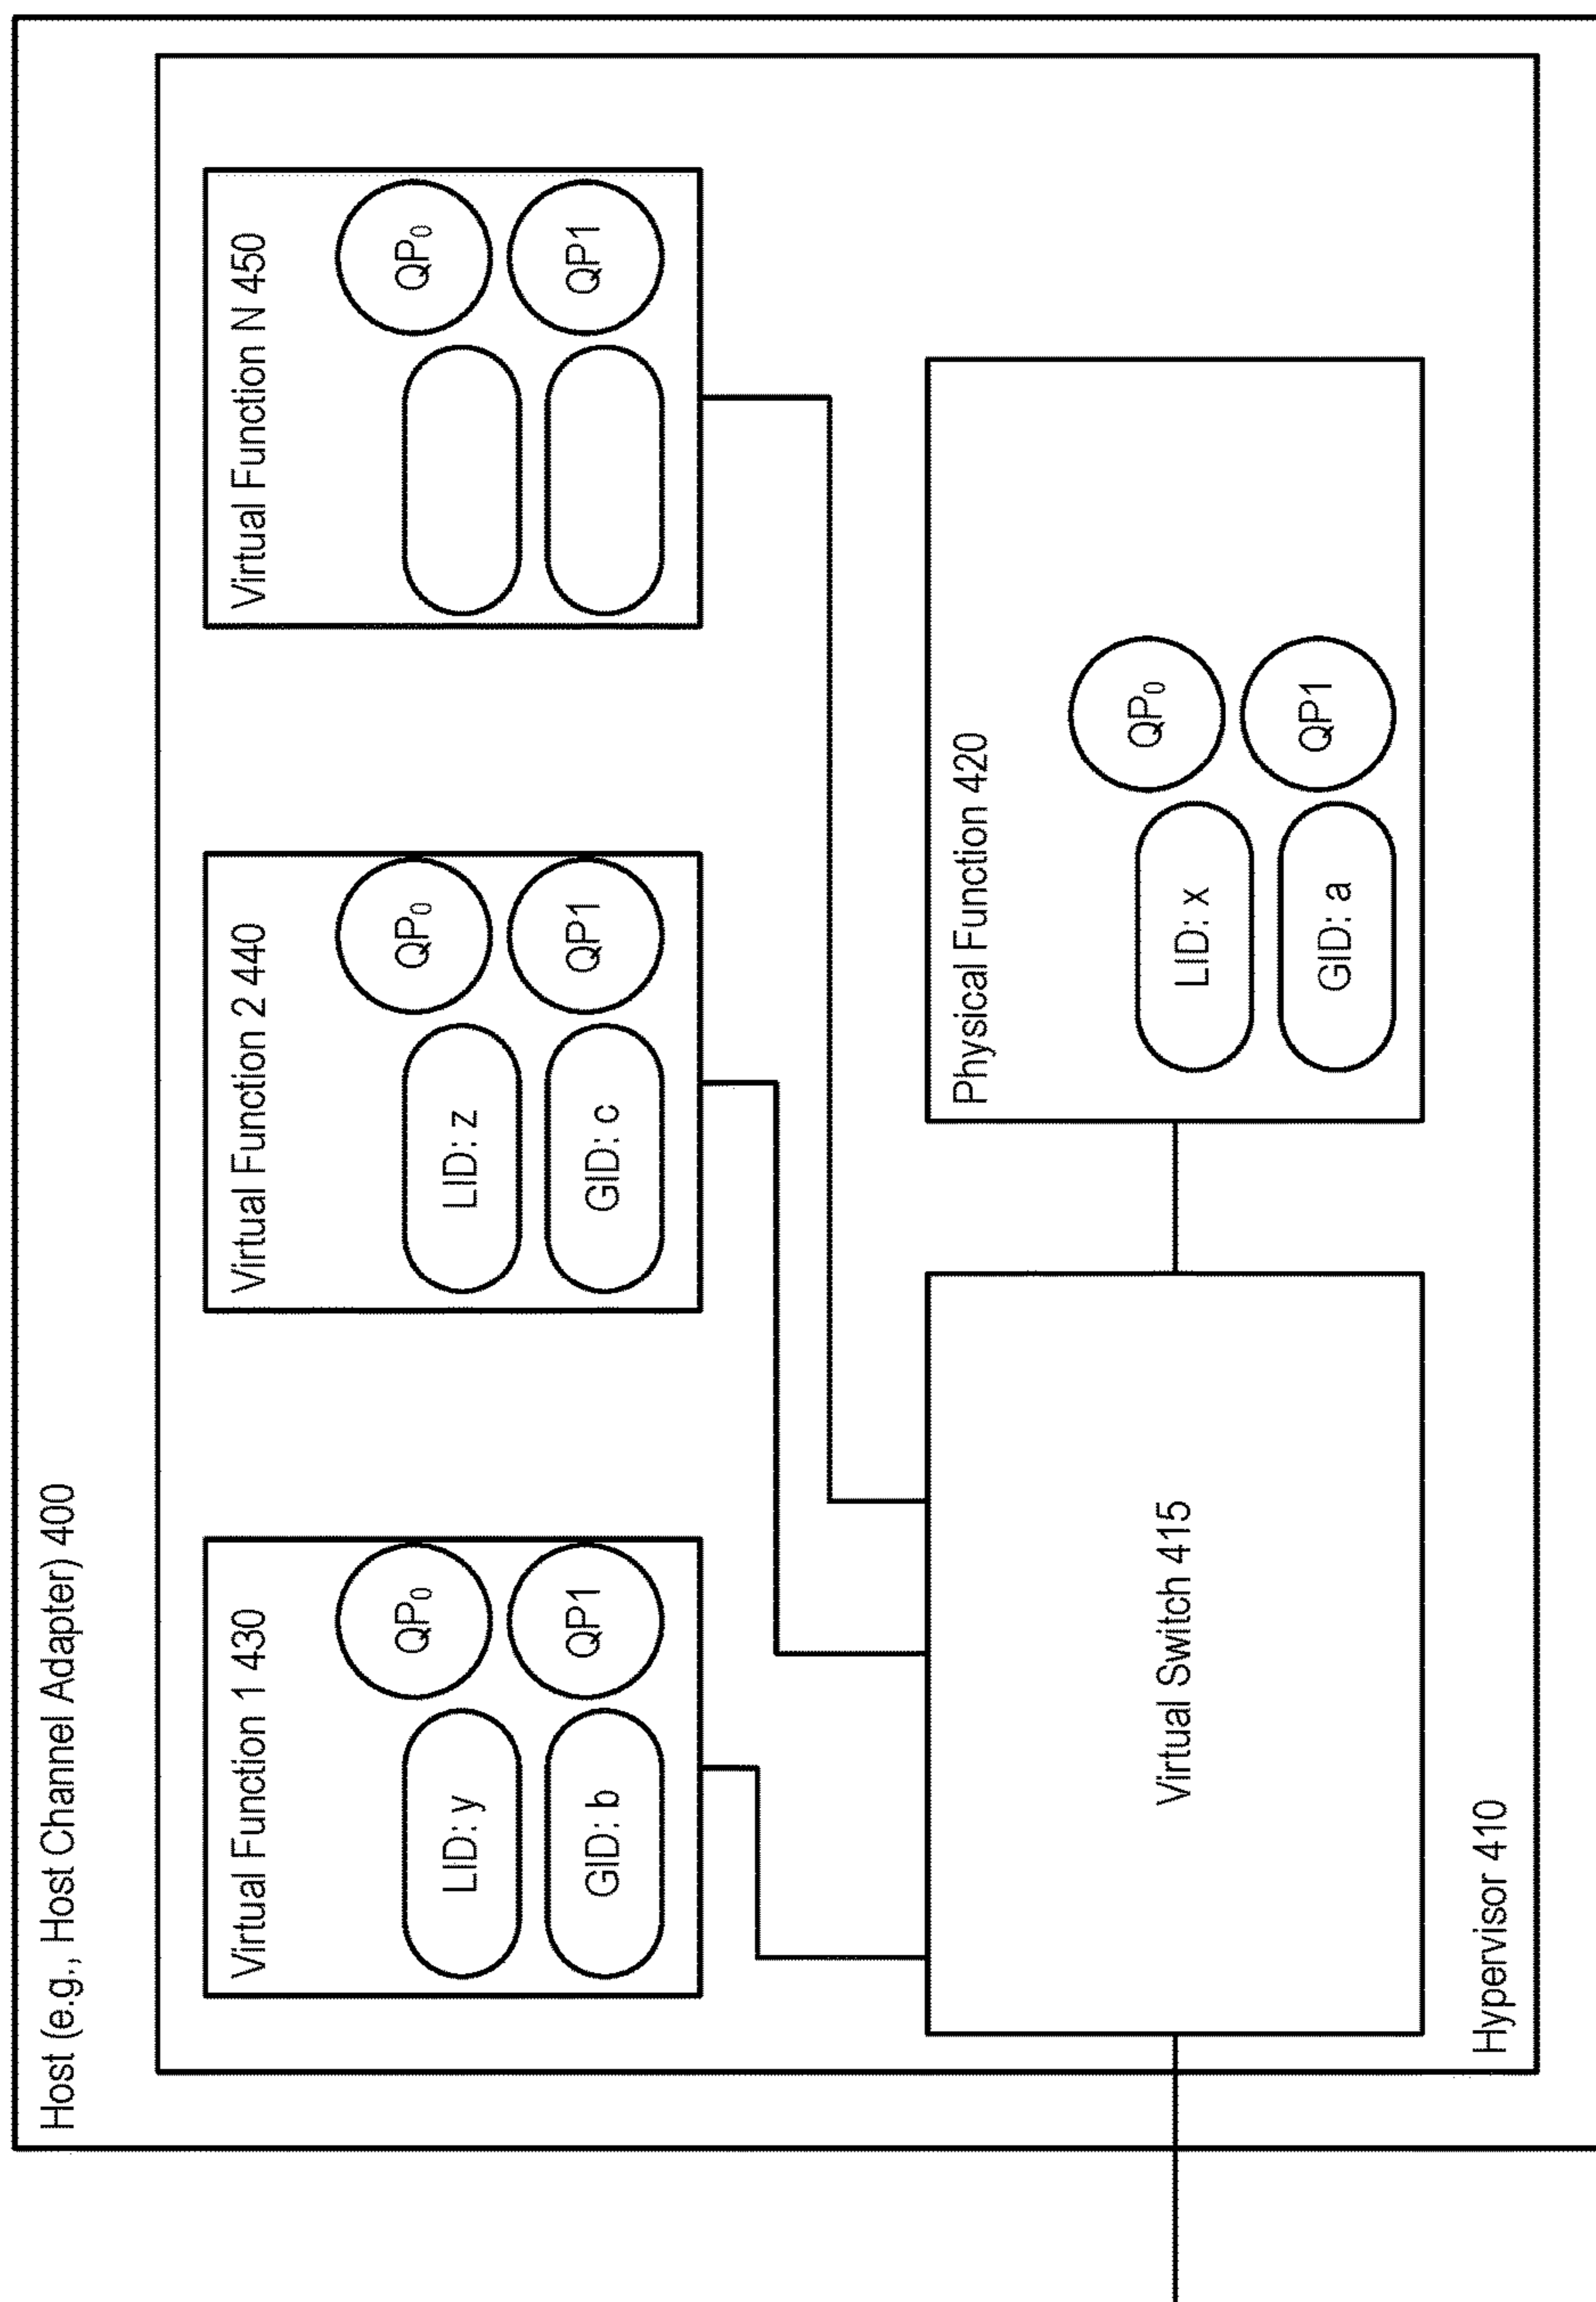 Host (e.g., Host Channel Adapter) 400
Virtual Function 1 430
QP₀
LID: y
QP1
GID: b
Virtual Function 2 440
QP₀
LID: z
QP1
GID: c
Virtual Function N 450
QP₀
QP1
Virtual Switch 415
Physical Function 420
QP₀
LID: x
QP1
GID: a
Hypervisor 410